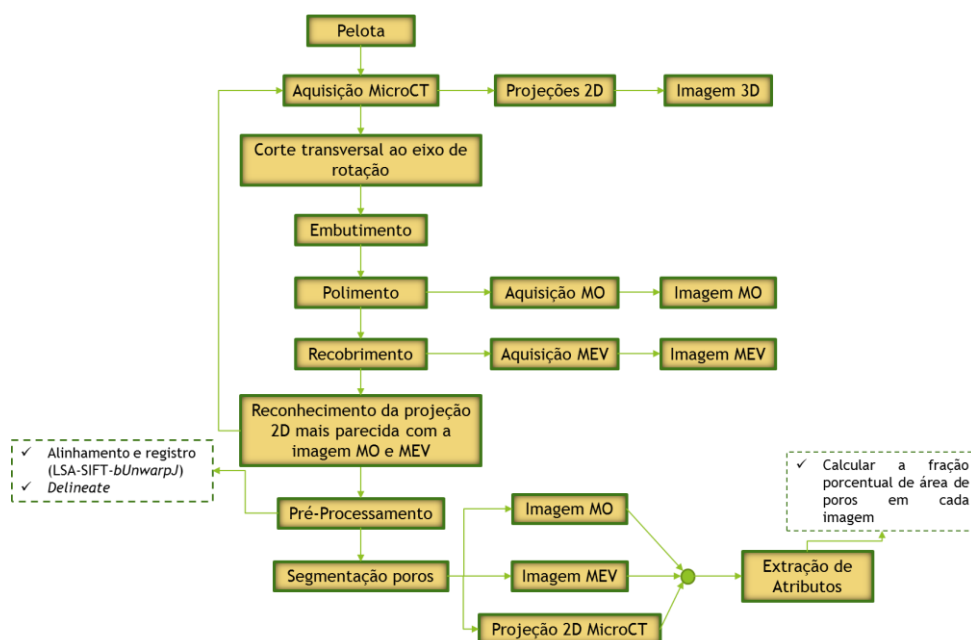 Pelota
Aquisição MicroCT
Projeções 2D
Imagem 3D
Corte transversal ao eixo de
rotação
Embutimento
Polimento
Aquisição MO
Imagem MO
Recobrimento
Aquisição MEV
Imagem MEV
Reconhecimento da projeção
2D mais parecida com a
imagem MO e MEV
✓ Alinhamento e registro
(LSA-SIFT-bUnwarpJ)
✓ Delineate
✓ Calcular a fração
porcentual de área de
poros em cada
imagem
Pré-Processamento
Imagem MO
Segmentação poros
Imagem MEV
Extração de
Atributos
Projeção 2D MicroCT